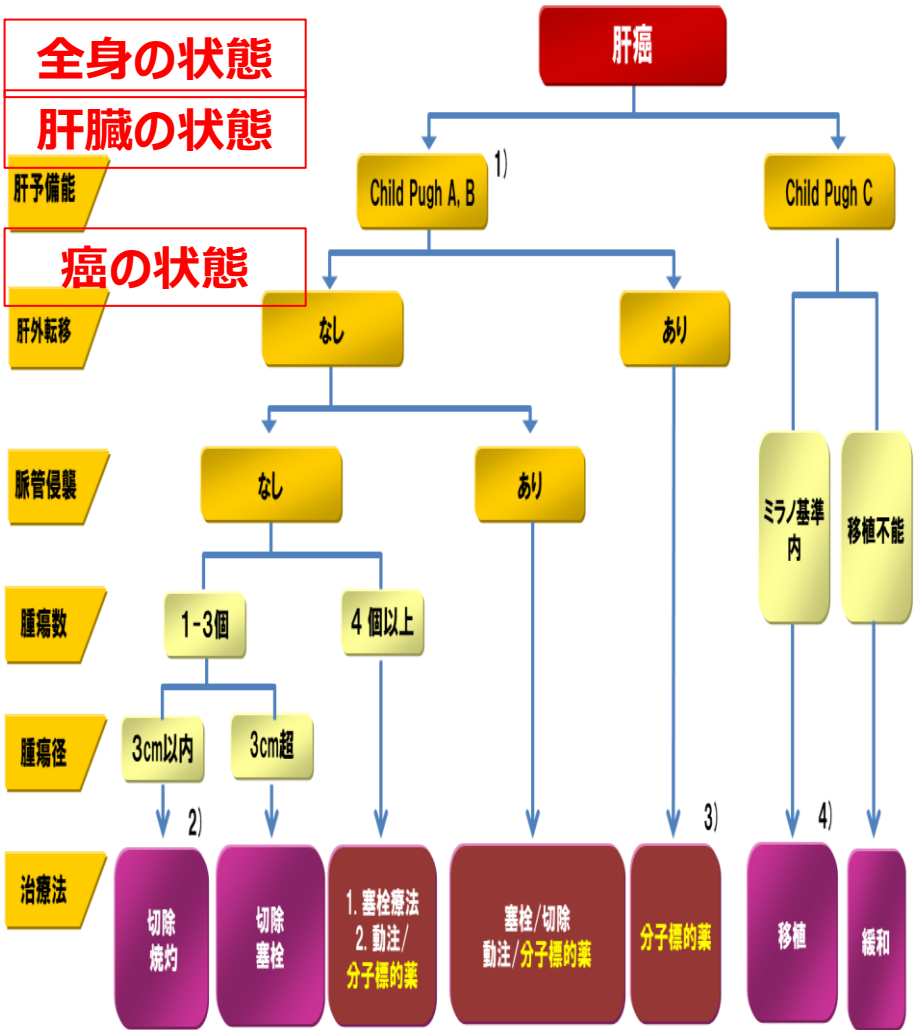 全身の状態
肝癌
肝臓の状態
肝予備能
Child Pugh A, B
1)
Child Pugh C
癌の状態
肝外転移
なし
あり
脈管侵襲
なし
あり
ミラノ基準
内
移植不能
腫瘍数
1-3個
4 個以上
腫瘍径
3cm以内
3cm超
2)
3)
4)
治療法
切除
焼灼
切除
塞栓
1. 塞栓療法
2. 動注/
分子標的薬
塞栓/切除
動注/分子標的薬
分子標的薬
移植
緩和